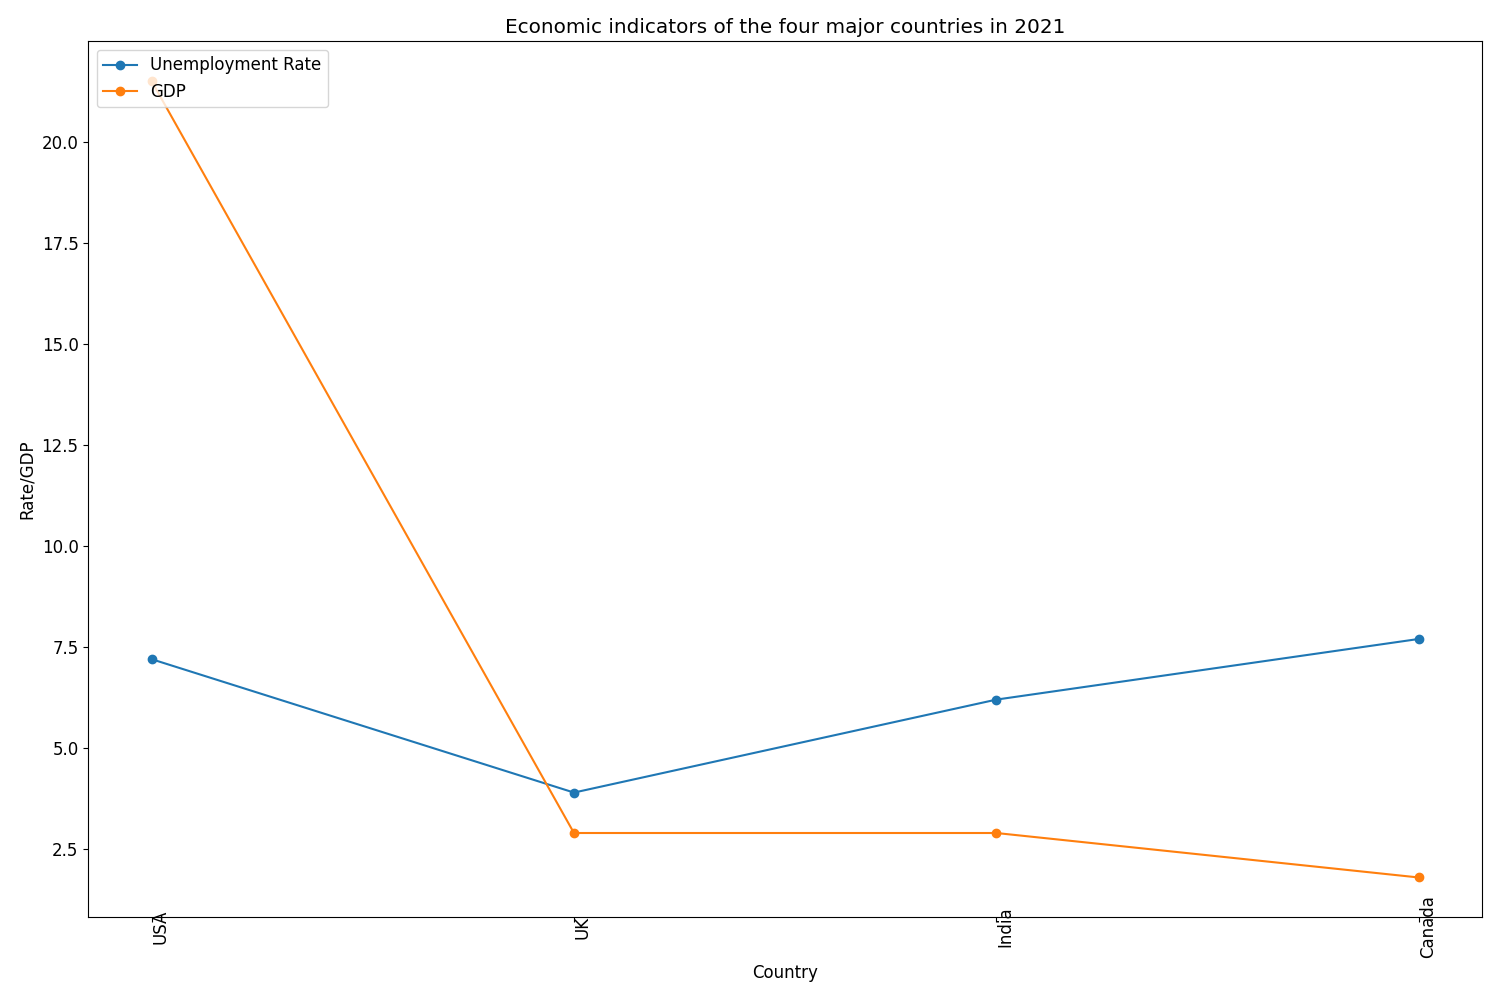 Economic indicators of the four major countries in 2021
Unemployment Rate
GDP
20.0
17.5
15.0
12.5
10.0
7.5
5.0
2.5
Rate/GDP
USA
UK
India
Canada
Country